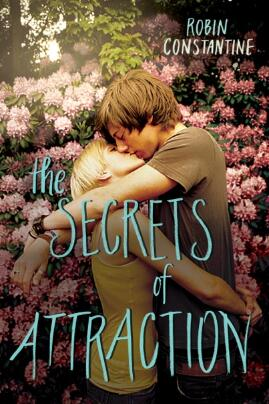 ROBIN
CONSTANTINE
the
SECRETS
of
ATTRACTION